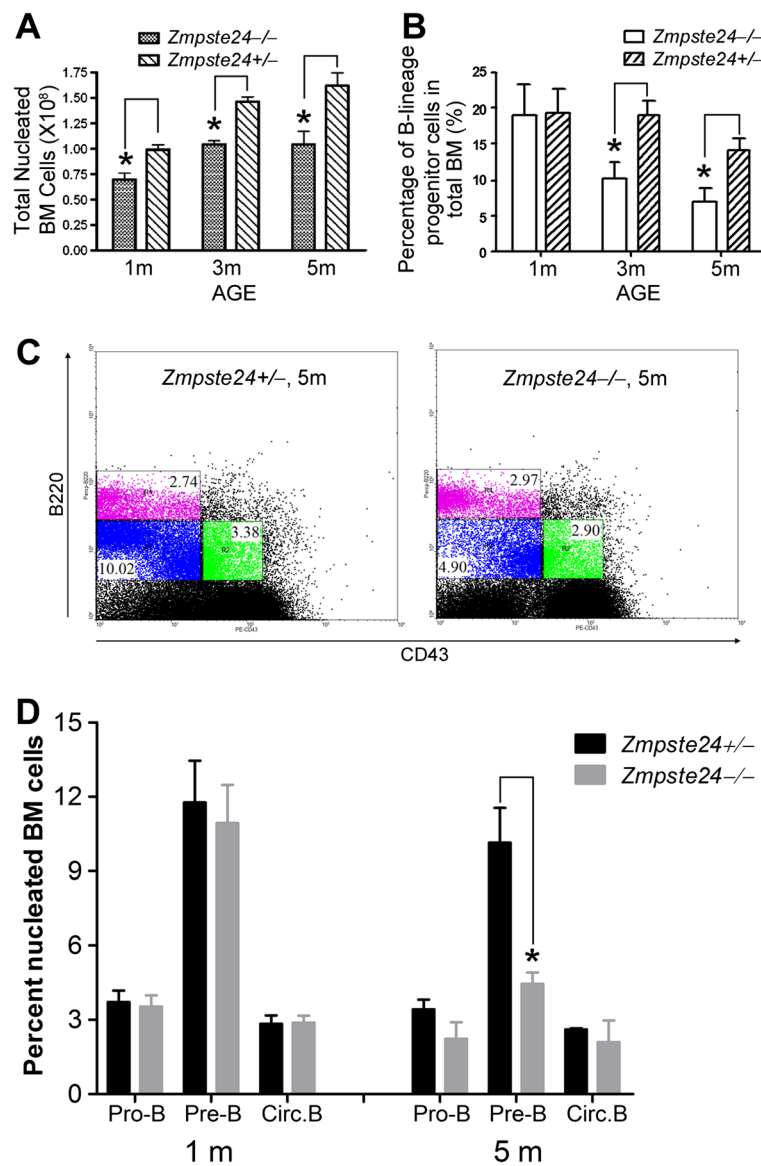 A
Zmpste24–/–
Zmpste24+/–
Total Nucleated
BM Cells (X10⁸)
1.75
1.50
1.25
1.00
0.75
0.50
0.25
0.00
*
*
*
1m
3m
5m
AGE
B
Zmpste24–/–
Zmpste24+/–
Percentage of B-lineage
progenitor cells in
total BM (%)
25
20
15
10
5
0
*
*
1m
3m
5m
AGE
C
B220
Zmpste24+/–, 5m
2.74
3.38
10.02
R2
PE-CD43
Zmpste24–/–, 5m
2.97
2.90
4.90
R2
PE-CD43
CD43
D
Percent nucleated BM cells
15
12
9
6
3
0
Zmpste24+/–
Zmpste24–/–
*
Pro-B
Pre-B
Circ.B
Pro-B
Pre-B
Circ.B
1 m
5 m